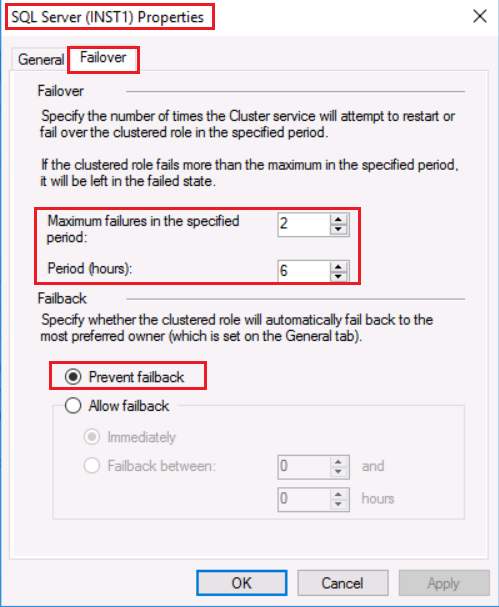 SQL Server (INST1) Properties
General
Failover
Failover
Specify the number of times the Cluster service will attempt to restart or
fail over the clustered role in the specified period.
If the clustered role fails more than the maximum in the specified period,
it will be left in the failed state.
Maximum failures in the specified
period:
2
Period (hours):
6
Failback
Specify whether the clustered role will automatically fail back to the
most preferred owner (which is set on the General tab).
Prevent failback
Allow failback
Immediately
Failback between:
0
and
0
hours
OK
Cancel
Apply